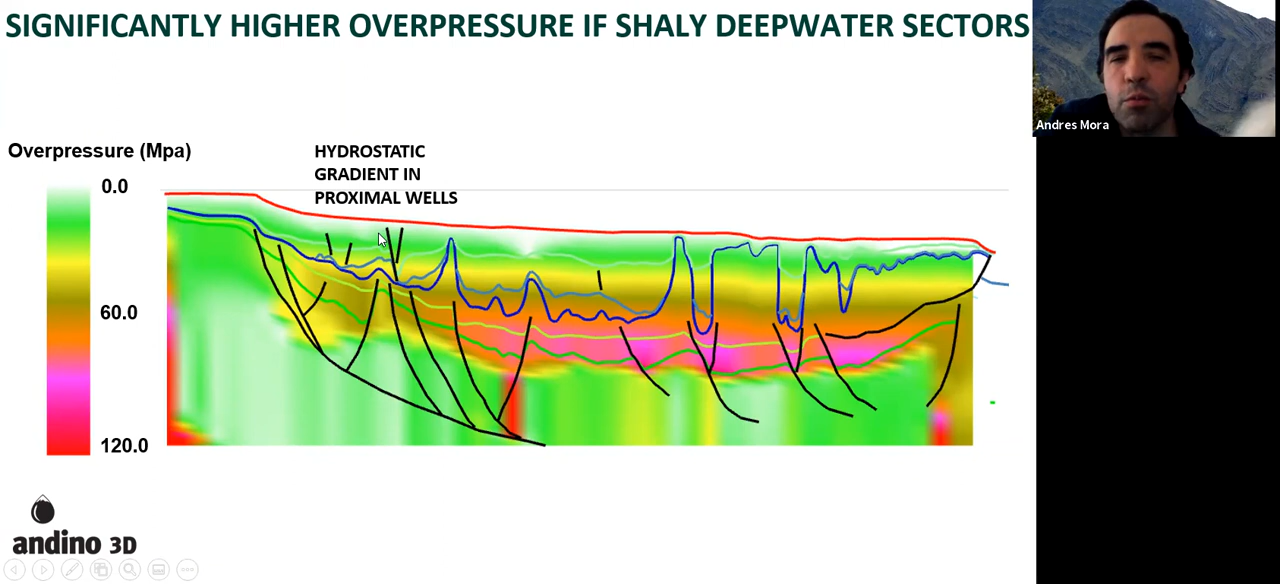 SIGNIFICANTLY HIGHER OVERPRESSURE IF SHALY DEEPWATER SECTORS
Andres Mora
Overpressure (Mpa)
HYDROSTATIC
GRADIENT IN
PROXIMAL WELLS
0.0
60.0
120.0
andino 3D